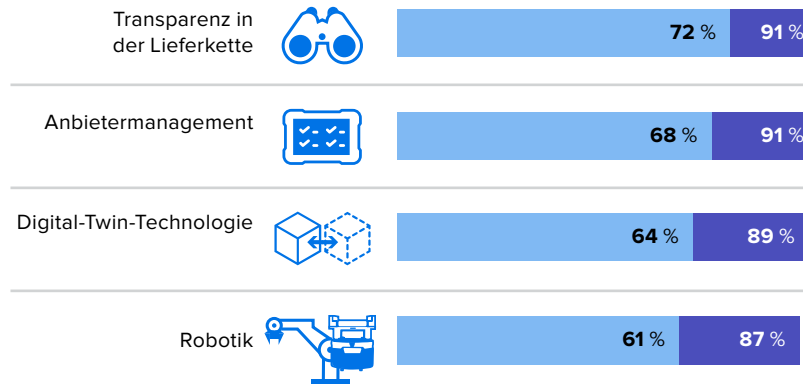 Transparenz in
der Lieferkette
72 % 91 %
Anbietermanagement
68 % 91 %
Digital-Twin-Technologie
64 % 89 %
Robotik
61 % 87 %